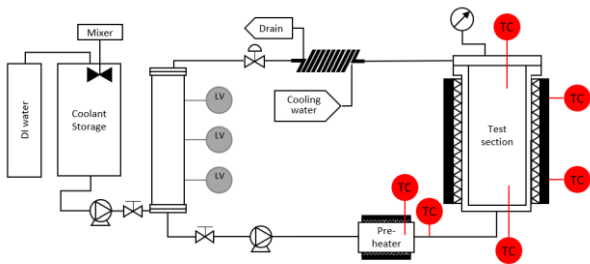 Mixer
Drain
TC
DI water
Coolant
Storage
LV
LV
LV
Cooling
water
Test
section
TC
TC
TC
TC
Pre-
heater
TC